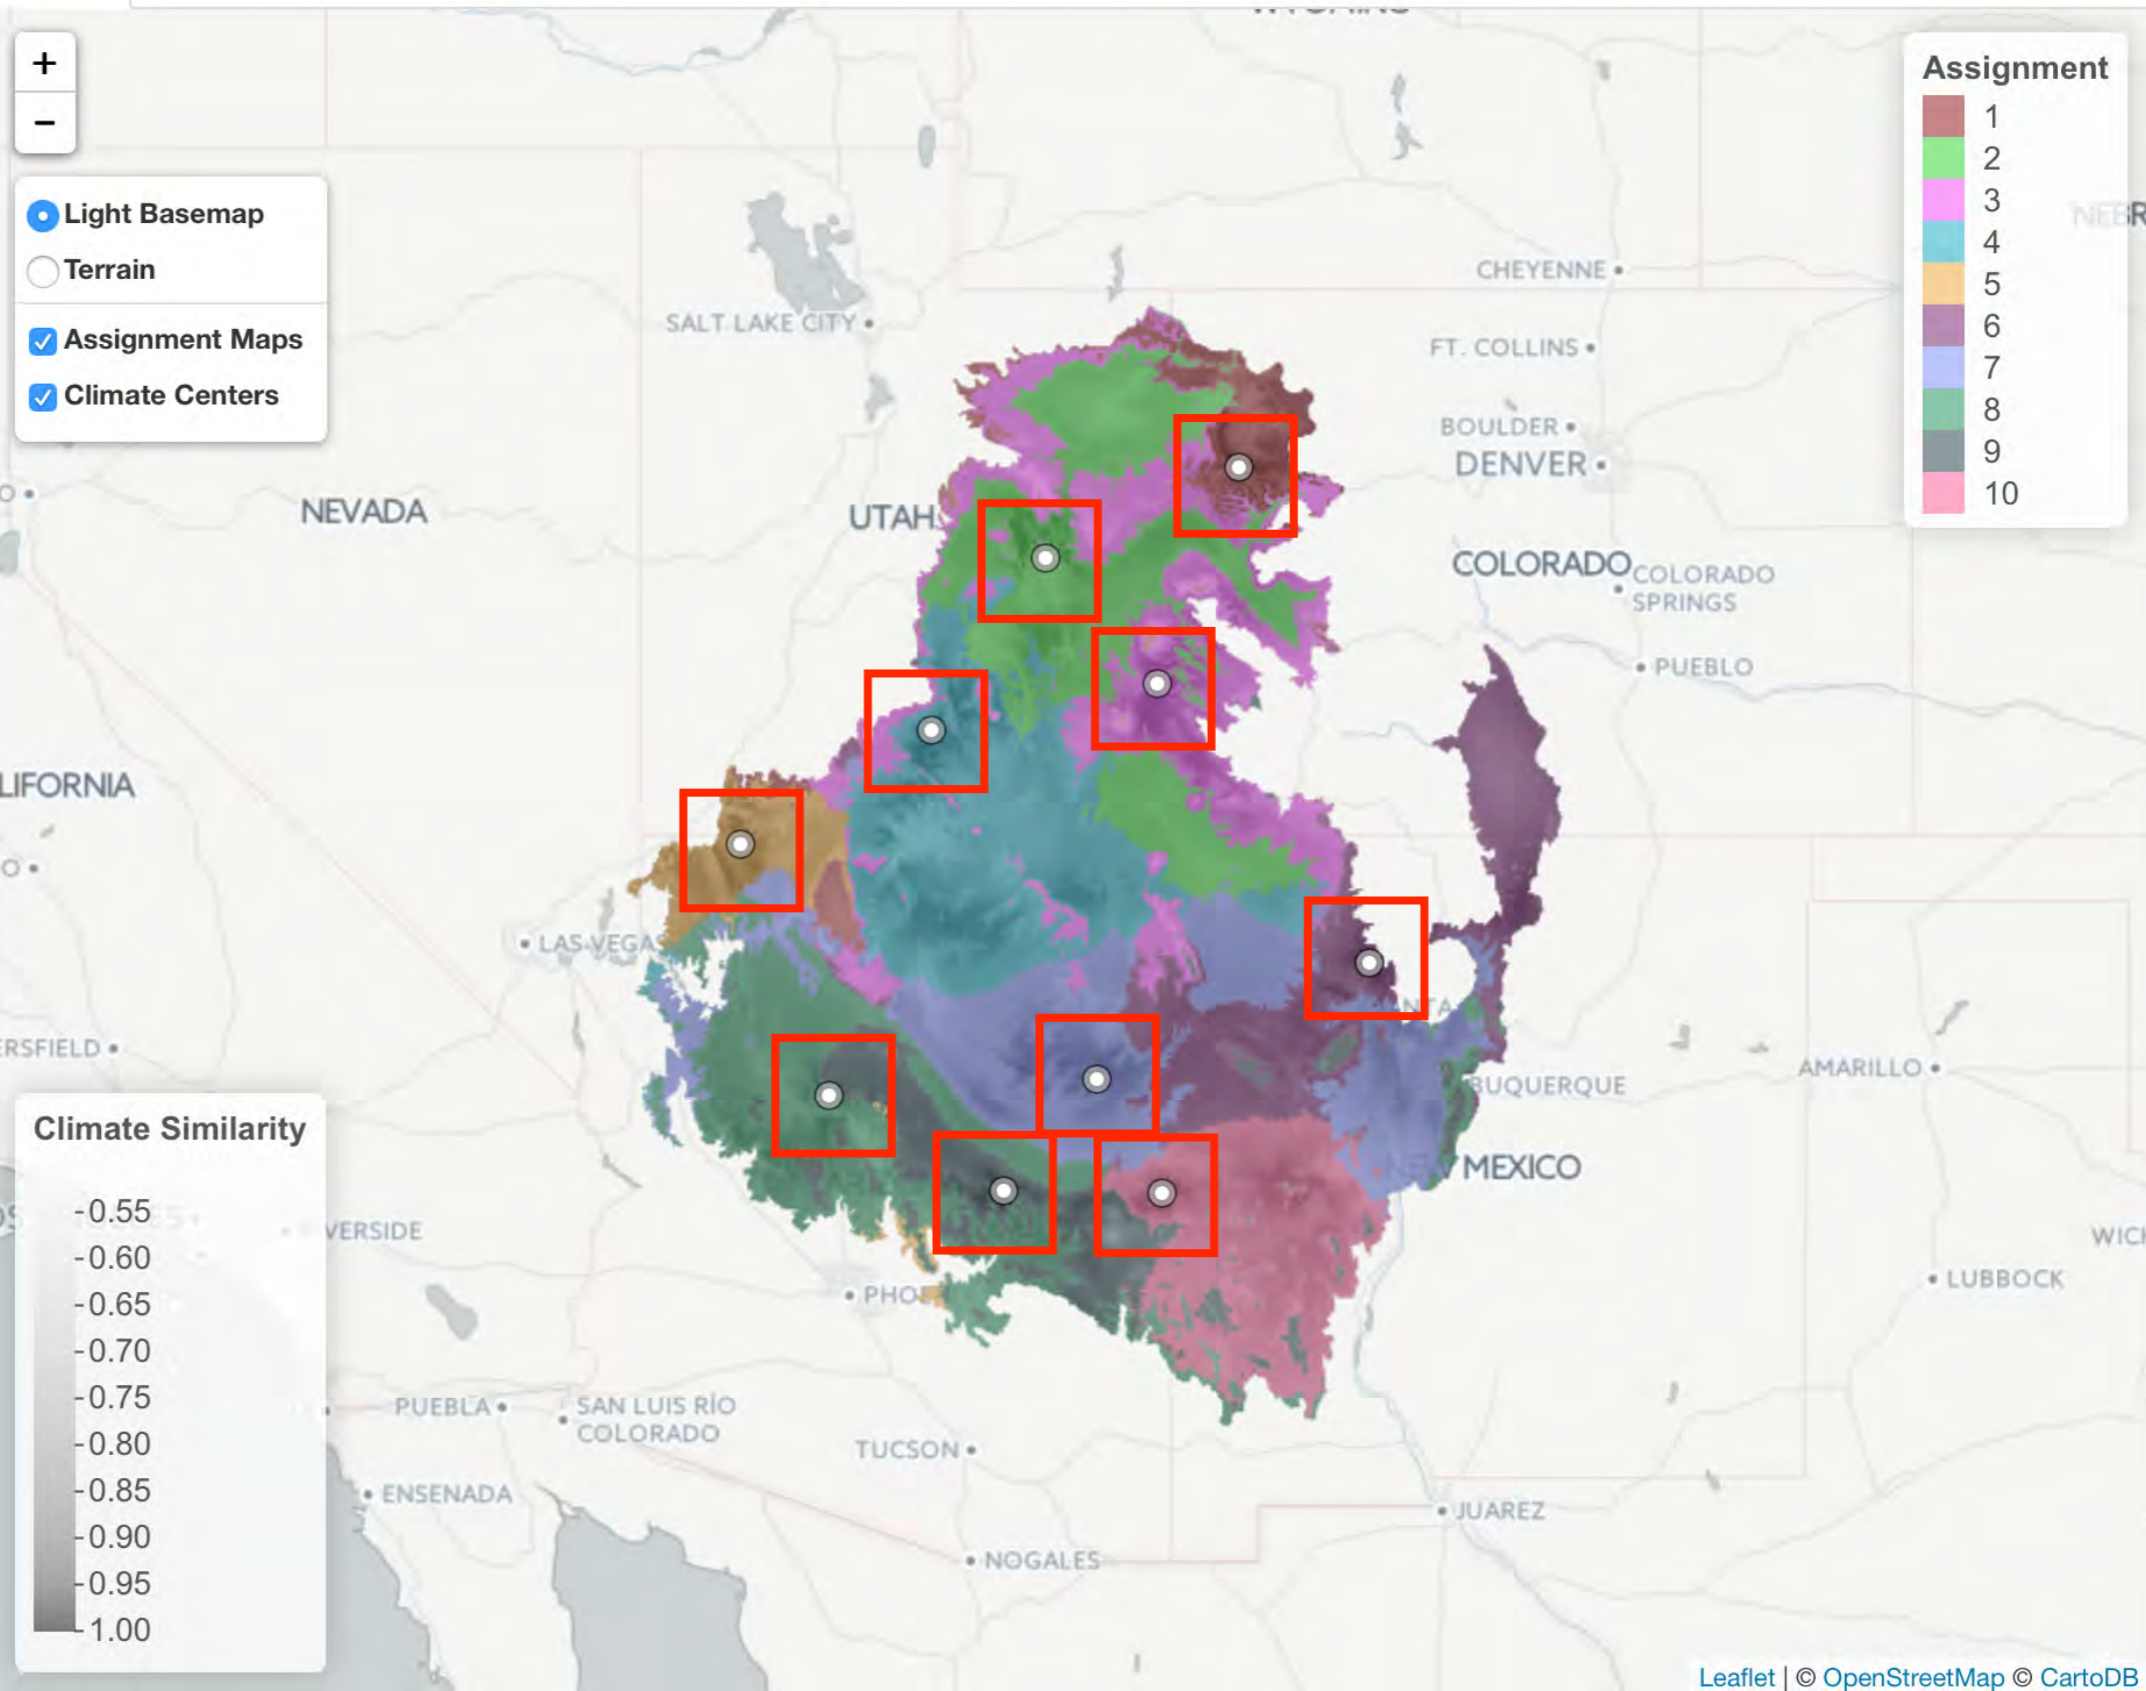 +
−
Light Basemap
Terrain
Assignment Maps
Climate Centers
Assignment
1
2
3
4
5
6
7
8
9
10
CHEYENNE
SALT LAKE CITY
FT. COLLINS
BOULDER
DENVER
NEVADA
UTAH
COLORADO
COLORADO
SPRINGS
PUEBLO
LIFORNIA
LAS VEGAS
ERSFIELD
AMARILLO
BUQUERQUE
MEXICO
VERSIDE
WICH
LUBBOCK
PHOE
PUEBLA
SAN LUIS RÍO
COLORADO
TUCSON
ENSENADA
JUAREZ
NOGALES
Climate Similarity
-0.55
-0.60
-0.65
-0.70
-0.75
-0.80
-0.85
-0.90
-0.95
-1.00
Leaflet | © OpenStreetMap © CartoDB